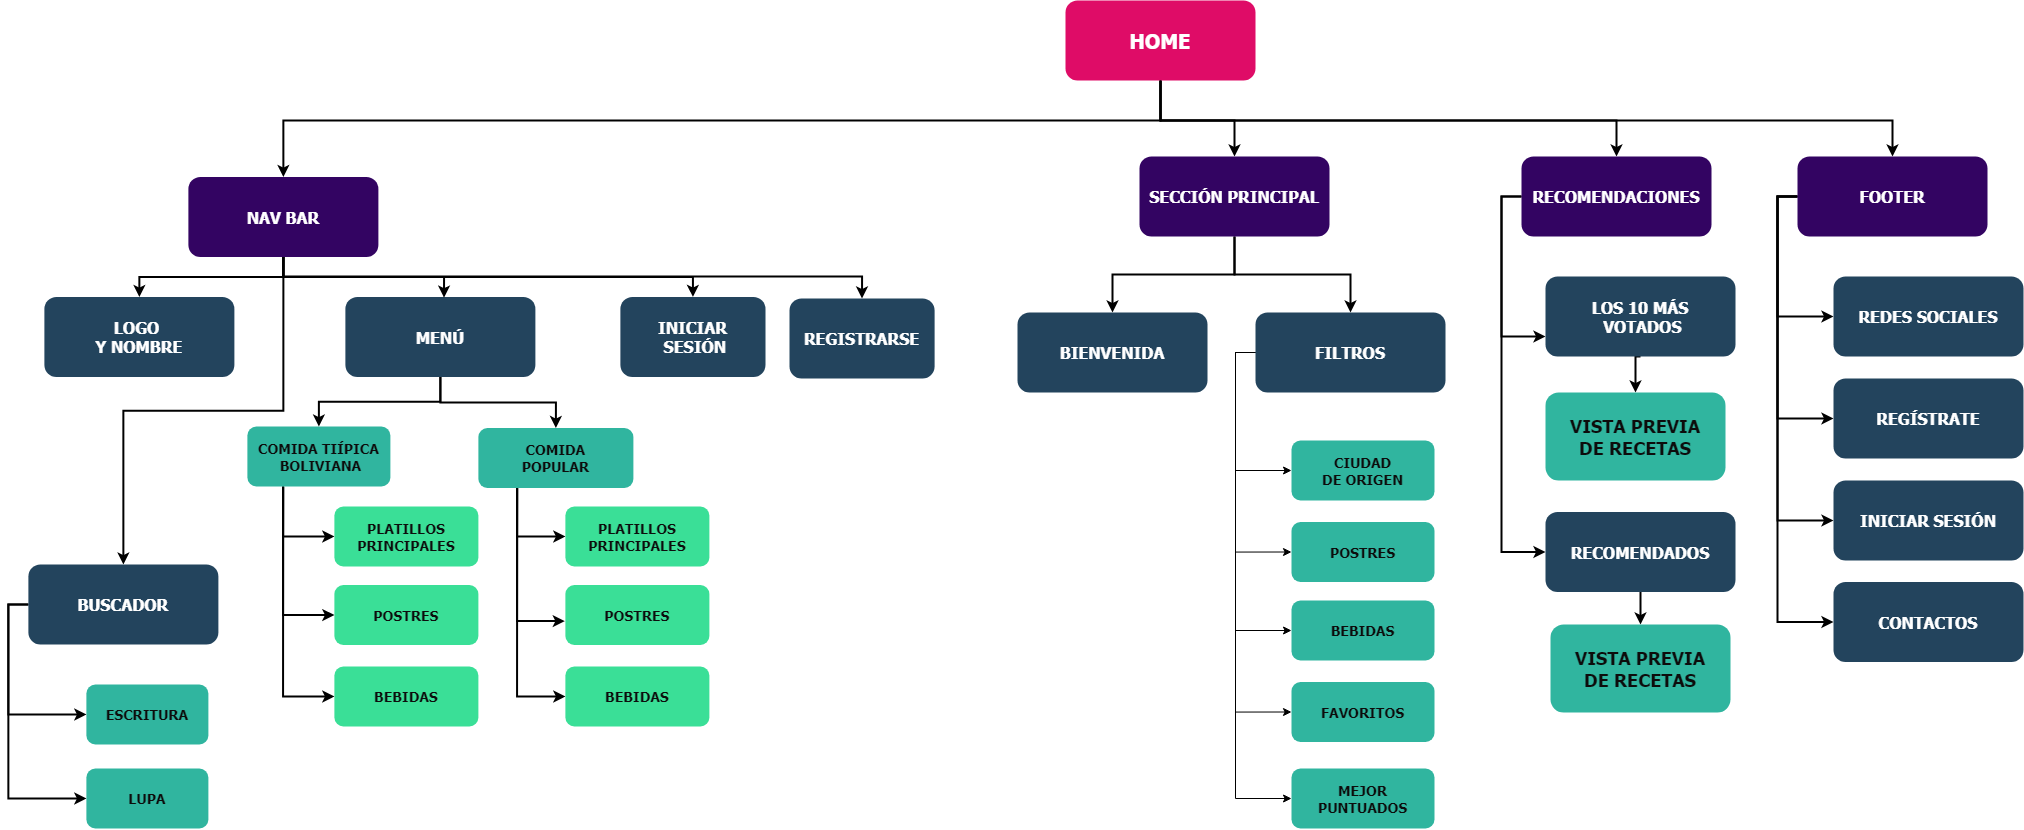 HOME
NAV BAR
SECCIÓN PRINCIPAL
RECOMENDACIONES
FOOTER
LOGO
Y NOMBRE
MENÚ
INICIAR
SESIÓN
REGISTRARSE
COMIDA TIÍPICA
BOLIVIANA
PLATILLOS
PRINCIPALES
POSTRES
BEBIDAS
COMIDA
POPULAR
PLATILLOS
PRINCIPALES
POSTRES
BEBIDAS
BUSCADOR
ESCRITURA
LUPA
BIENVENIDA
FILTROS
CIUDAD
DE ORIGEN
POSTRES
BEBIDAS
FAVORITOS
MEJOR
PUNTUADOS
LOS 10 MÁS
VOTADOS
VISTA PREVIA
DE RECETAS
RECOMENDADOS
VISTA PREVIA
DE RECETAS
REDES SOCIALES
REGÍSTRATE
INICIAR SESIÓN
CONTACTOS